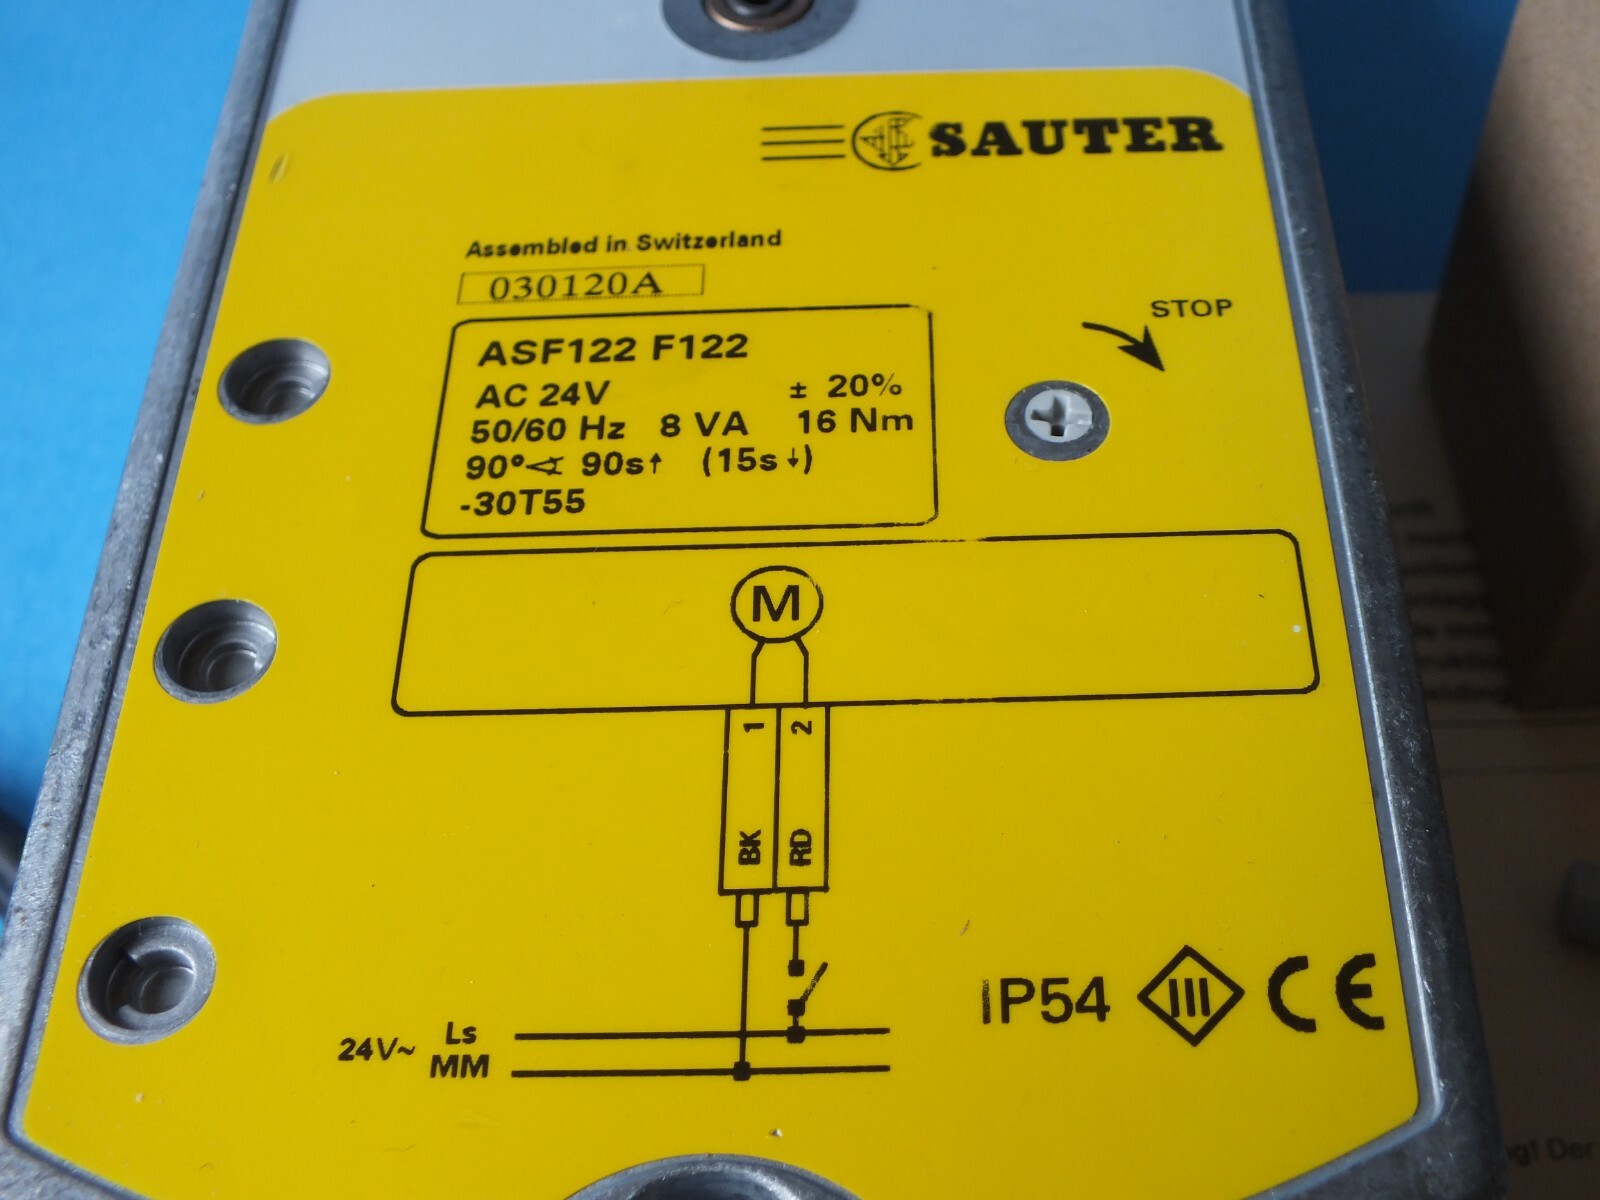 SAUTER
Assembled in Switzerland
030120A
STOP
ASF122 F122
AC 24V ± 20%
50/60 Hz 8 VA 16 Nm
90°∢ 90s↑ (15s↓)
-30T55
M
1 2
BK RD
IP54 III CE
24V~ Ls
MM